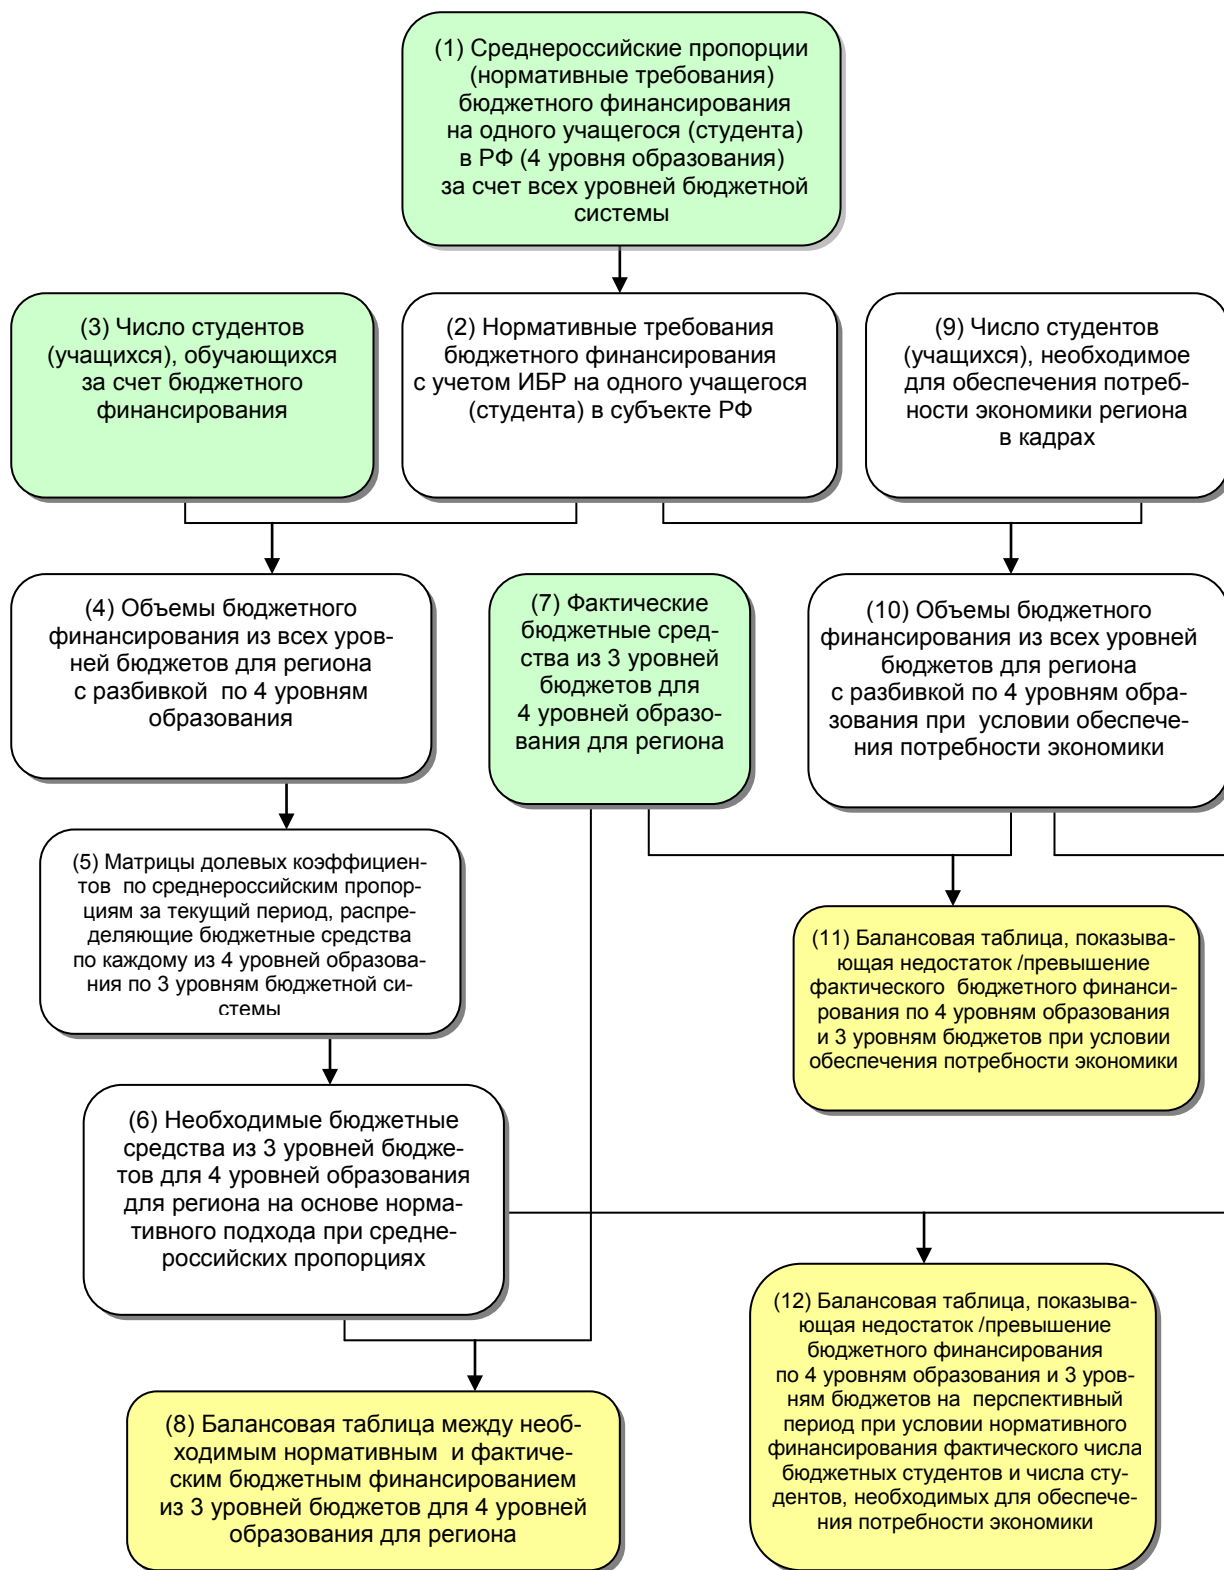 (1) Среднероссийские пропорции
(нормативные требования)
бюджетного финансирования
на одного учащегося (студента)
в РФ (4 уровня образования)
за счет всех уровней бюджетной
системы
(3) Число студентов
(учащихся), обучающихся
за счет бюджетного
финансирования
(2) Нормативные требования
бюджетного финансирования
с учетом ИБР на одного учащегося
(студента) в субъекте РФ
(9) Число студентов
(учащихся), необходимое
для обеспечения потреб-
ности экономики региона
в кадрах
(4) Объемы бюджетного
финансирования из всех уров-
ней бюджетов для региона
с разбивкой по 4 уровням
образования
(7) Фактические
бюджетные сред-
ства из 3 уровней
бюджетов для
4 уровней образо-
вания для региона
(10) Объемы бюджетного
финансирования из всех уровней
бюджетов для региона
с разбивкой по 4 уровням обра-
зования при условии обеспече-
ния потребности экономики
(5) Матрицы долевых коэффициен-
тов по среднероссийским пропор-
циям за текущий период, распре-
деляющие бюджетные средства
по каждому из 4 уровней образова-
ния по 3 уровням бюджетной си-
стемы
(11) Балансовая таблица, показыва-
ющая недостаток /превышение
фактического бюджетного финанси-
рования по 4 уровням образования
и 3 уровням бюджетов при условии
обеспечения потребности экономики
(6) Необходимые бюджетные
средства из 3 уровней бюдже-
тов для 4 уровней образования
для региона на основе норма-
тивного подхода при средне-
российских пропорциях
(12) Балансовая таблица, показыва-
ющая недостаток /превышение
бюджетного финансирования
по 4 уровням образования и 3 уров-
ням бюджетов на перспективный
период при условии нормативного
финансирования фактического числа
бюджетных студентов и числа сту-
дентов, необходимых для обеспече-
ния потребности экономики
(8) Балансовая таблица между необ-
ходимым нормативным и фактиче-
ским бюджетным финансированием
из 3 уровней бюджетов для 4 уровней
образования для региона